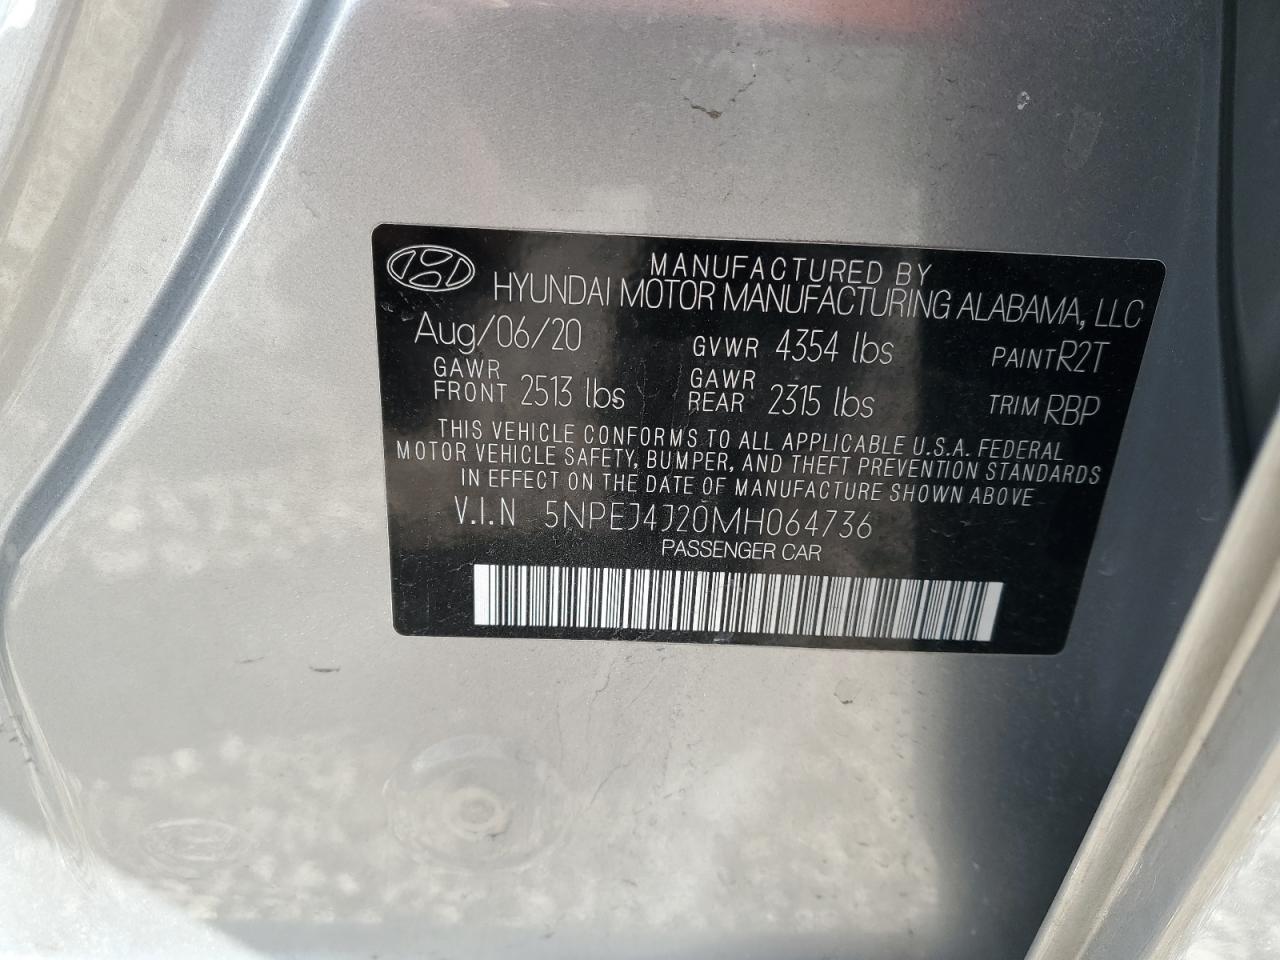 MANUFACTURED BY
HYUNDAI MOTOR MANUFACTURING ALABAMA, LLC
Aug/06/20 GVWR 4354 lbs PAINT R2T
GAWR FRONT 2513 lbs GAWR REAR 2315 lbs TRIM RBP
THIS VEHICLE CONFORMS TO ALL APPLICABLE U.S.A. FEDERAL
MOTOR VEHICLE SAFETY, BUMPER, AND THEFT PREVENTION STANDARDS
IN EFFECT ON THE DATE OF MANUFACTURE SHOWN ABOVE
V.I.N 5NPEJ4J20MH064736
PASSENGER CAR